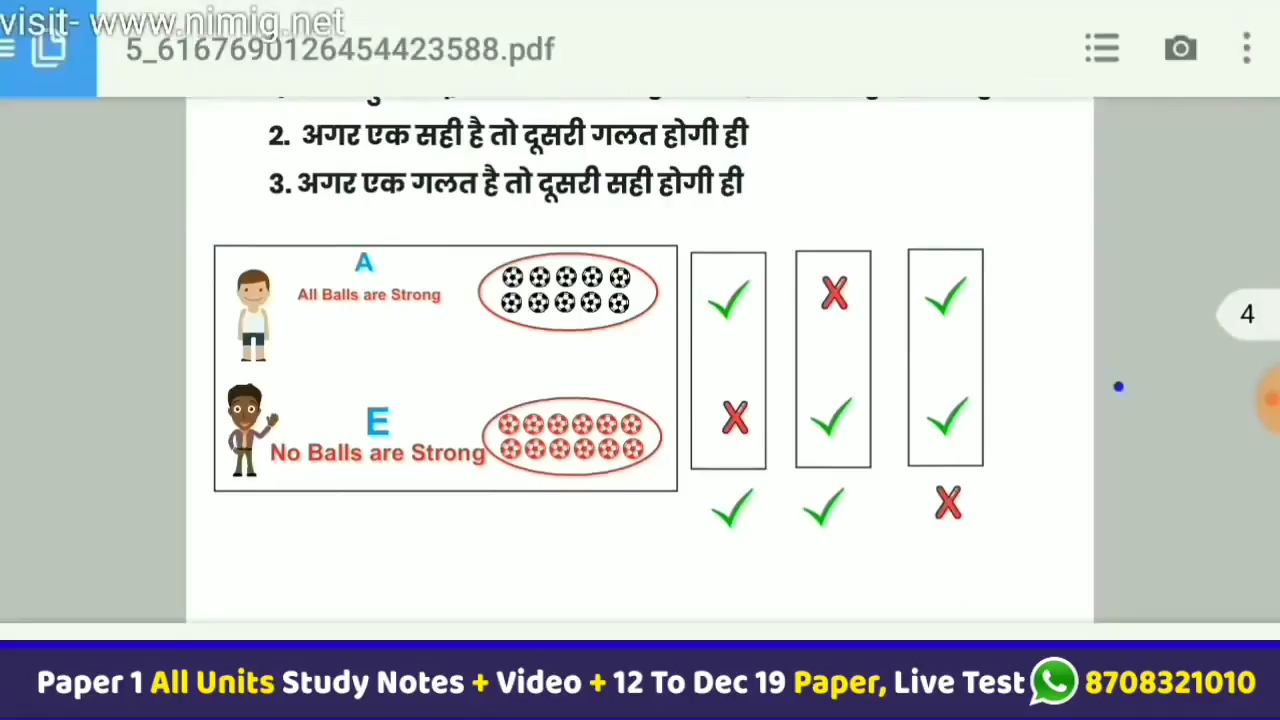 visit- www.nimig.net
5_6167690126454423588.pdf
2. अगर एक सही है तो दूसरी गलत होगी ही
3. अगर एक गलत है तो दूसरी सही होगी ही
A
All Balls are Strong
4
E
No Balls are Strong
Paper 1 All Units Study Notes + Video + 12 To Dec 19 Paper, Live Test 8708321010